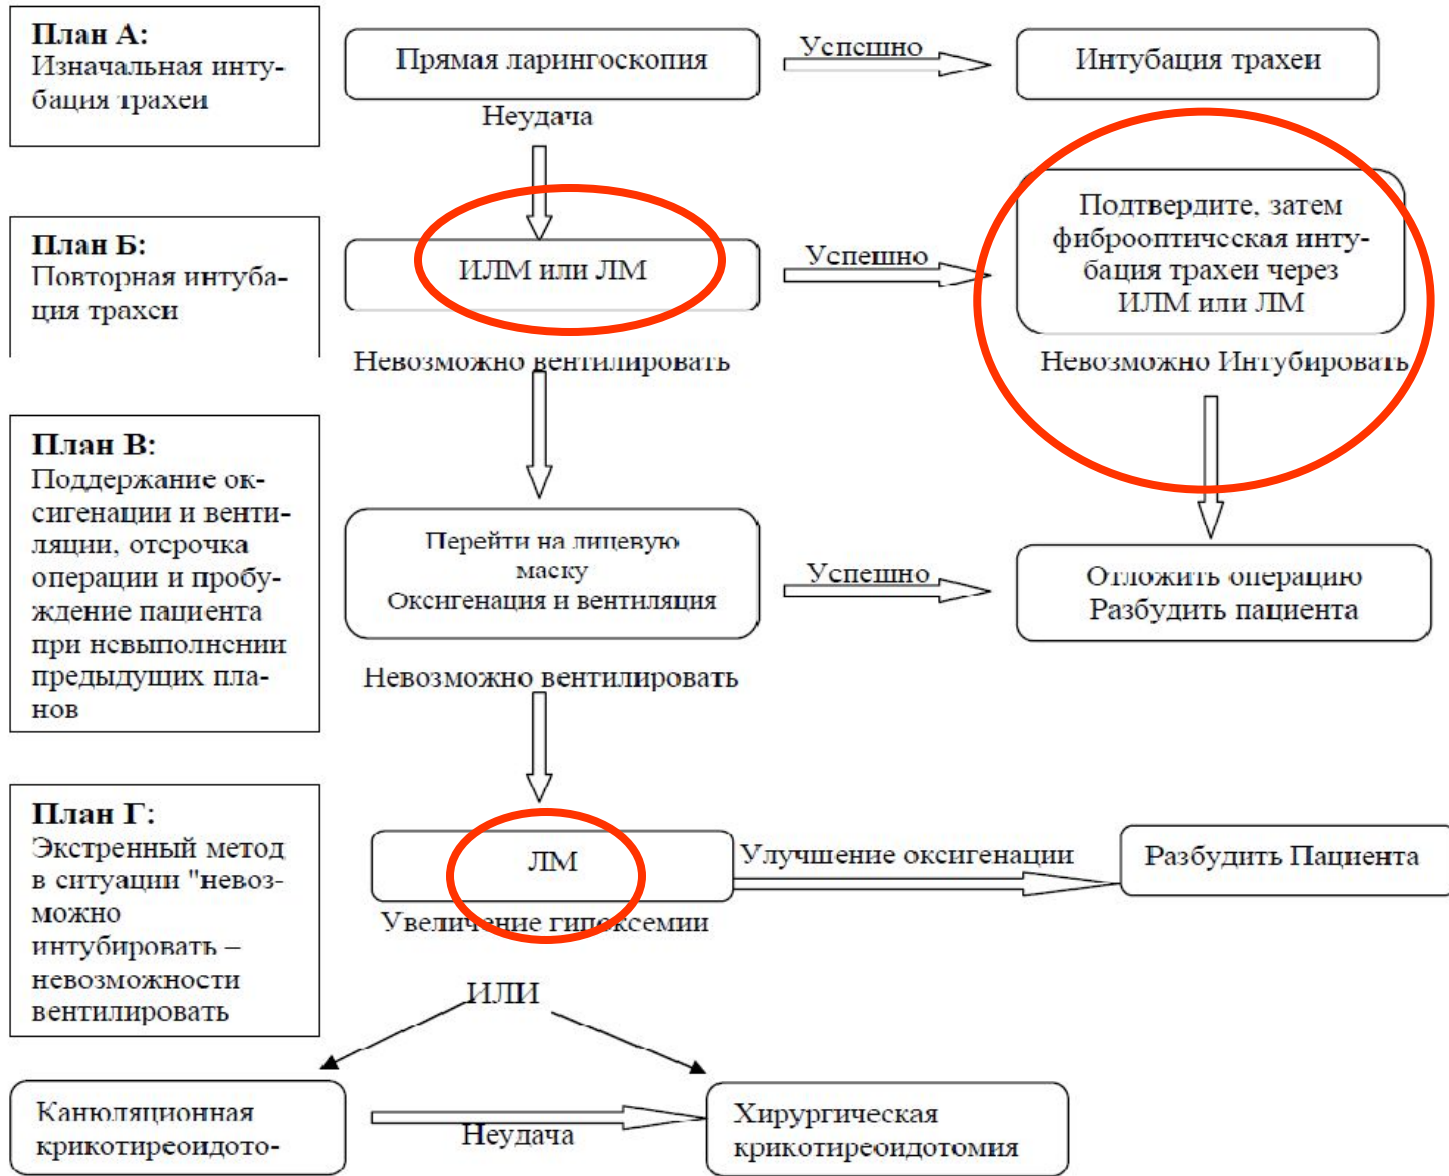 План А:
Изначальная инту-
бация трахеи
Прямая ларингоскопия
Успешно
Интубация трахеи
Неудача
План Б:
Повторная интуба-
ция трахеи
ИЛМ или ЛМ
Успешно
Подтвердите, затем
фиброоптическая инту-
бация трахеи через
ИЛМ или ЛМ
Невозможно вентилировать
Невозможно Интубировать
План В:
Поддержание ок-
сигенации и венти-
ляции, отсрочка
операции и пробу-
ждение пациента
при невыполнении
предыдущих пла-
нов
Перейти на лицевую
маску
Оксигенация и вентиляция
Успешно
Отложить операцию
Разбудить пациента
Невозможно вентилировать
План Г:
Экстренный метод
в ситуации "невоз-
можно
интубировать –
невозможности
вентилировать
ЛМ
Улучшение оксигенации
Разбудить Пациента
Увеличение гипоксемии
ИЛИ
Канюляционная
крикотиреоидото-
Неудача
Хирургическая
крикотиреоидотомия